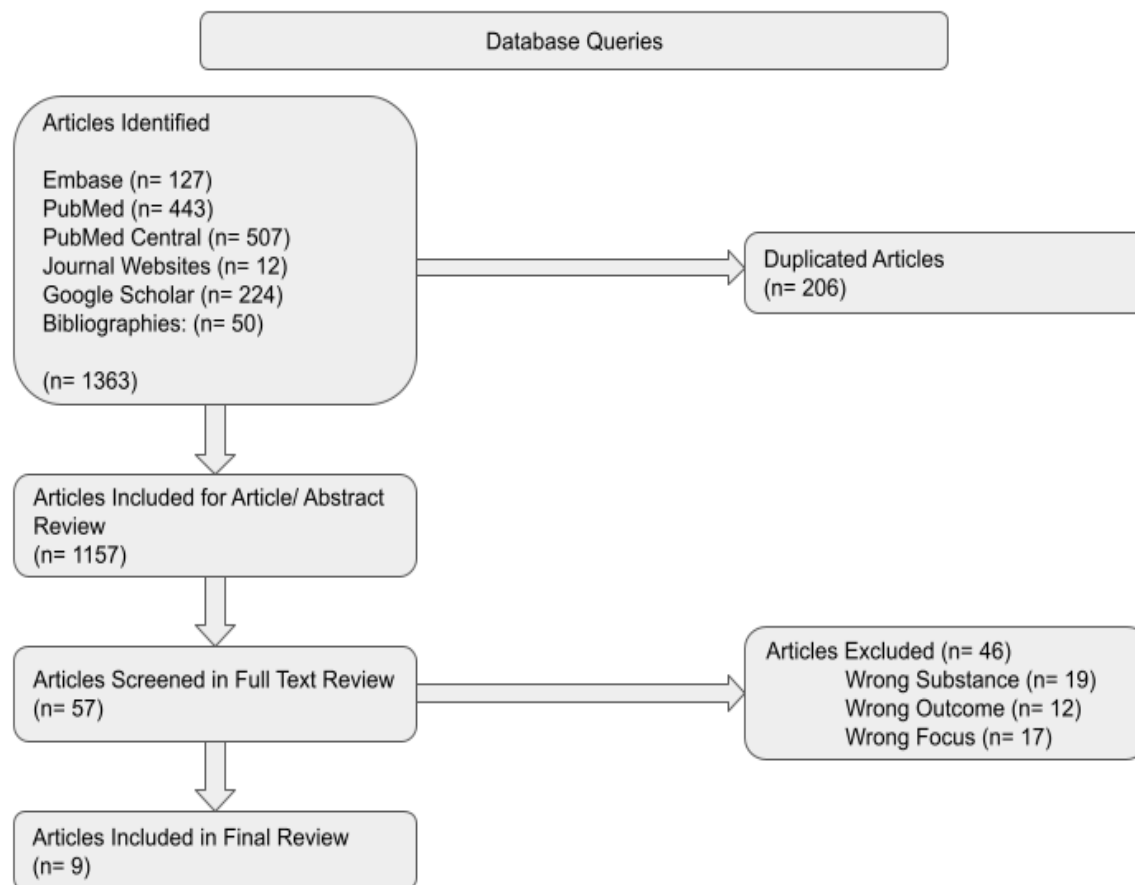 Database Queries
Articles Identified
Embase (n= 127)
PubMed (n= 443)
PubMed Central (n= 507)
Journal Websites (n= 12)
Google Scholar (n= 224)
Bibliographies: (n= 50)
(n= 1363)
Duplicated Articles
(n= 206)
Articles Included for Article/ Abstract
Review
(n= 1157)
Articles Screened in Full Text Review
(n= 57)
Articles Excluded (n= 46)
Wrong Substance (n= 19)
Wrong Outcome (n= 12)
Wrong Focus (n= 17)
Articles Included in Final Review
(n= 9)